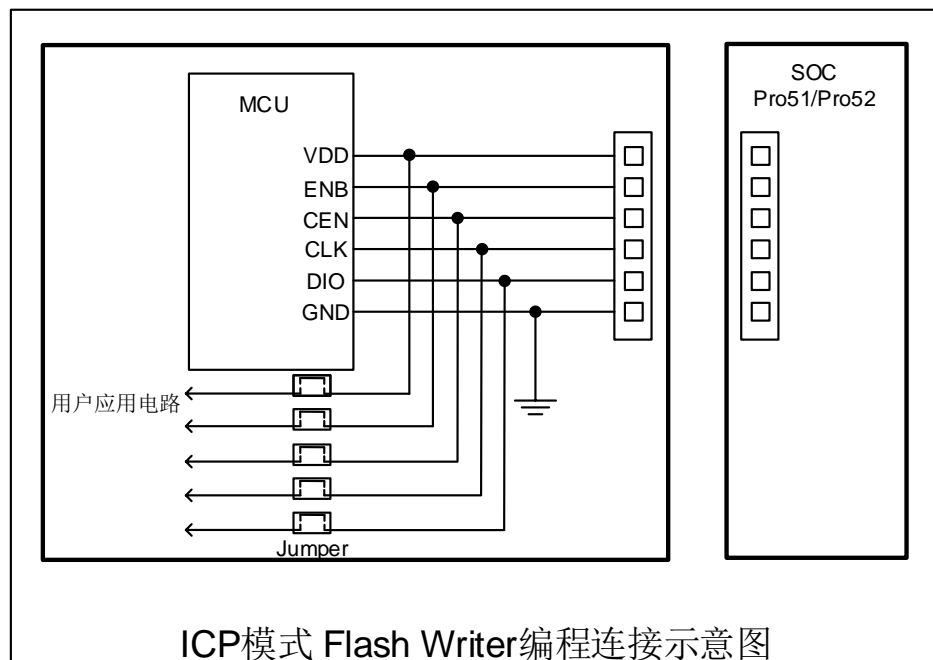 MCU
VDD
ENB
CEN
CLK
DIO
GND
用户应用电路
Jumper
SOC
Pro51/Pro52
ICP模式 Flash Writer编程连接示意图